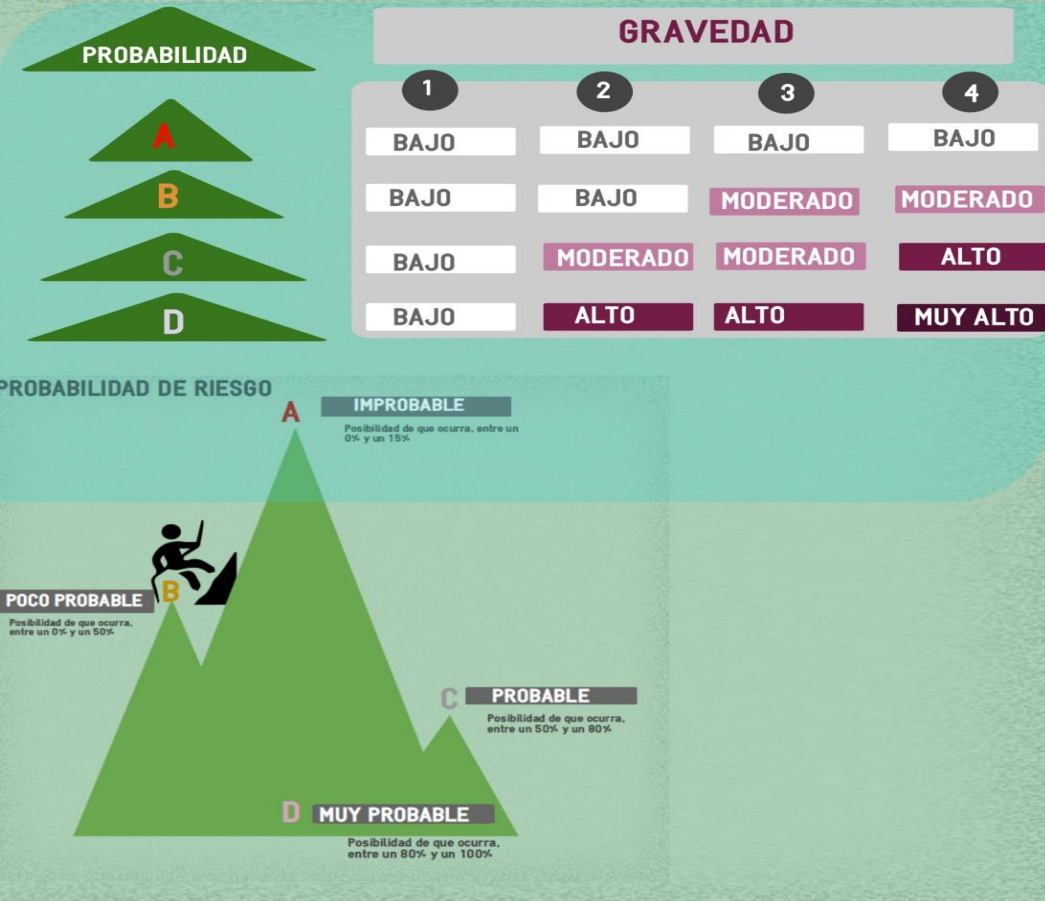 PROBABILIDAD
GRAVEDAD
1 2 3 4
A BAJO BAJO BAJO BAJO
B BAJO BAJO MODERADO MODERADO
C BAJO MODERADO MODERADO ALTO
D BAJO ALTO ALTO MUY ALTO
PROBABILIDAD DE RIESGO
A IMPROBABLE
Posibilidad de que ocurra, entre un
0% y un 15%
B
POCO PROBABLE
Posibilidad de que ocurra,
entre un 0% y un 50%
C PROBABLE
Posibilidad de que ocurra,
entre un 50% y un 80%
D MUY PROBABLE
Posibilidad de que ocurra,
entre un 80% y un 100%